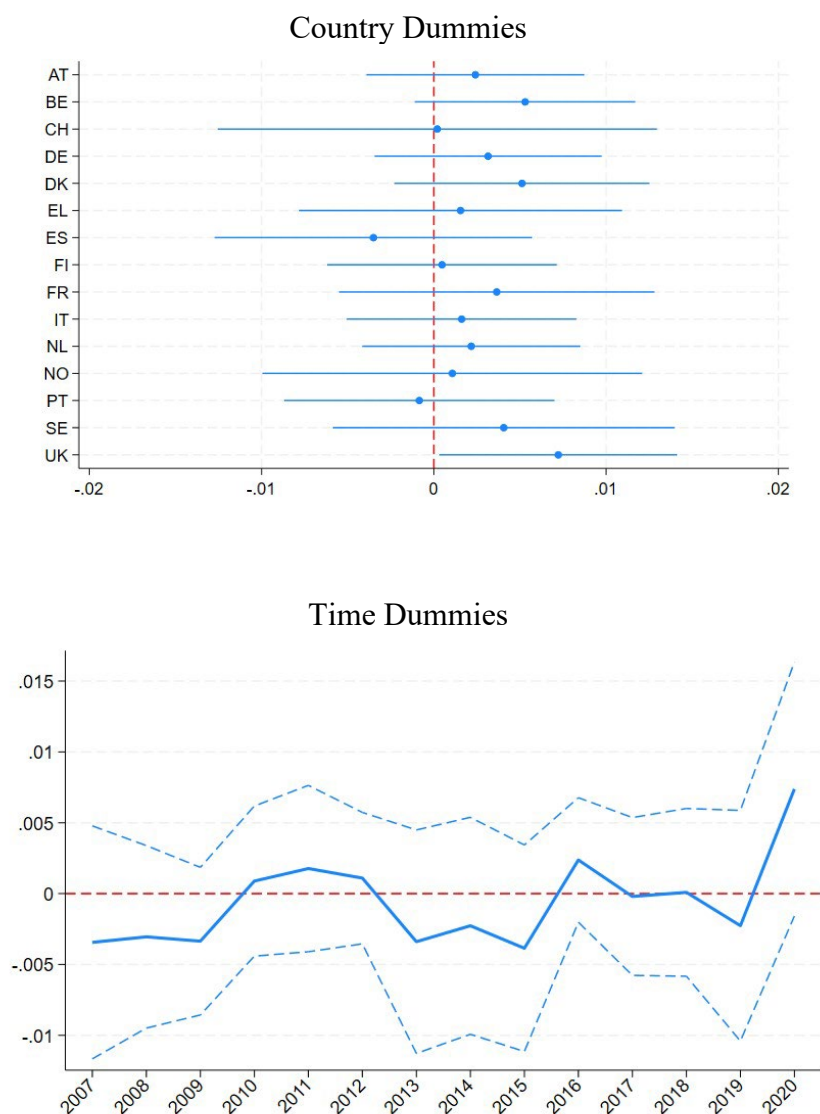 Country Dummies
AT
BE
CH
DE
DK
EL
ES
FI
FR
IT
NL
NO
PT
SE
UK
-.02 -.01 0 .01 .02
Time Dummies
.015
.01
.005
0
-.005
-.01
2007 2008 2009 2010 2011 2012 2013 2014 2015 2016 2017 2018 2019 2020